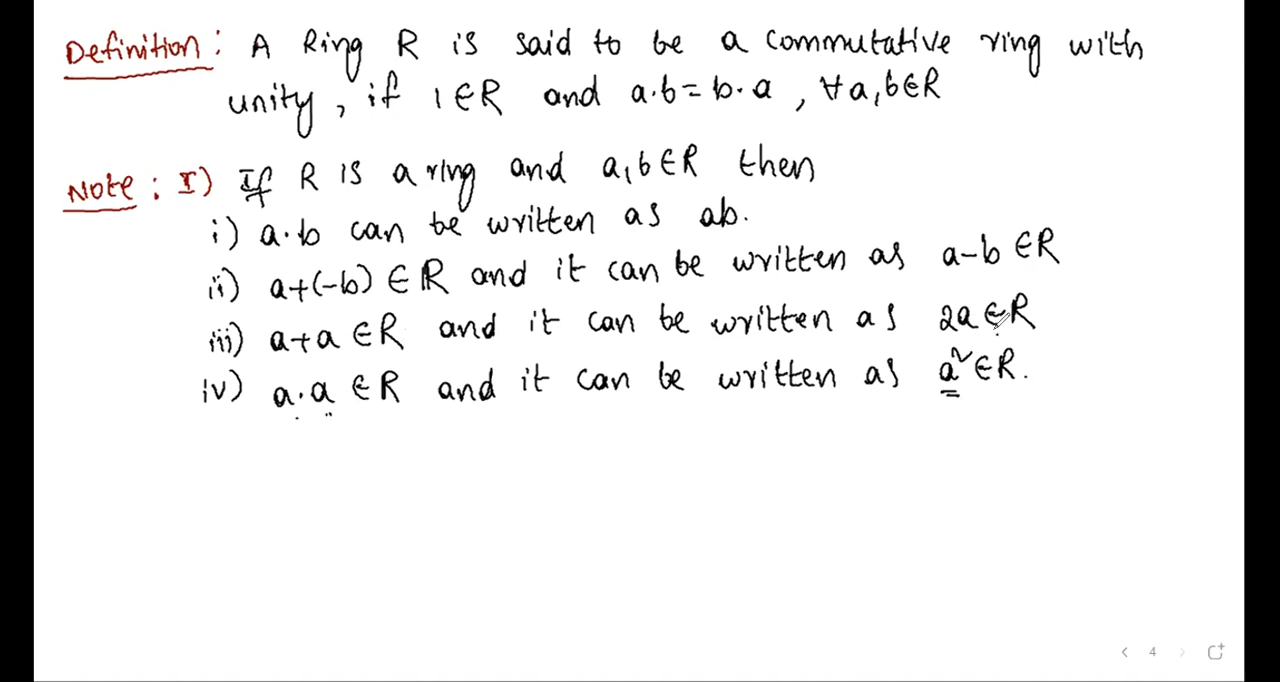 Definition: A Ring R is said to be a commutative ring with
unity, if 1∈R and a·b=b·a, ∀a,b∈R
Note: I) If R is a ring and a,b∈R then
i) a·b can be written as ab.
ii) a+(-b)∈R and it can be written as a-b∈R
iii) a+a∈R and it can be written as 2a∈R
iv) a·a∈R and it can be written as a²∈R.
4